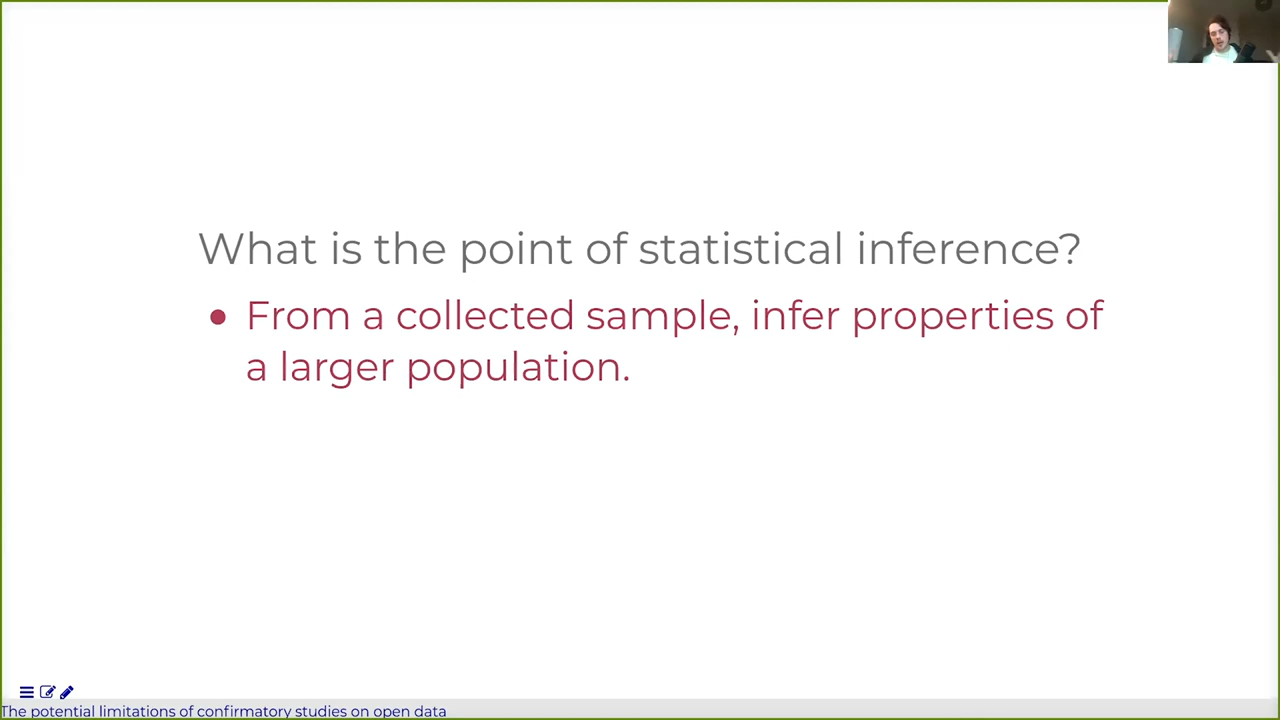 What is the point of statistical inference?
● From a collected sample, infer properties of
a larger population.
The potential limitations of confirmatory studies on open data